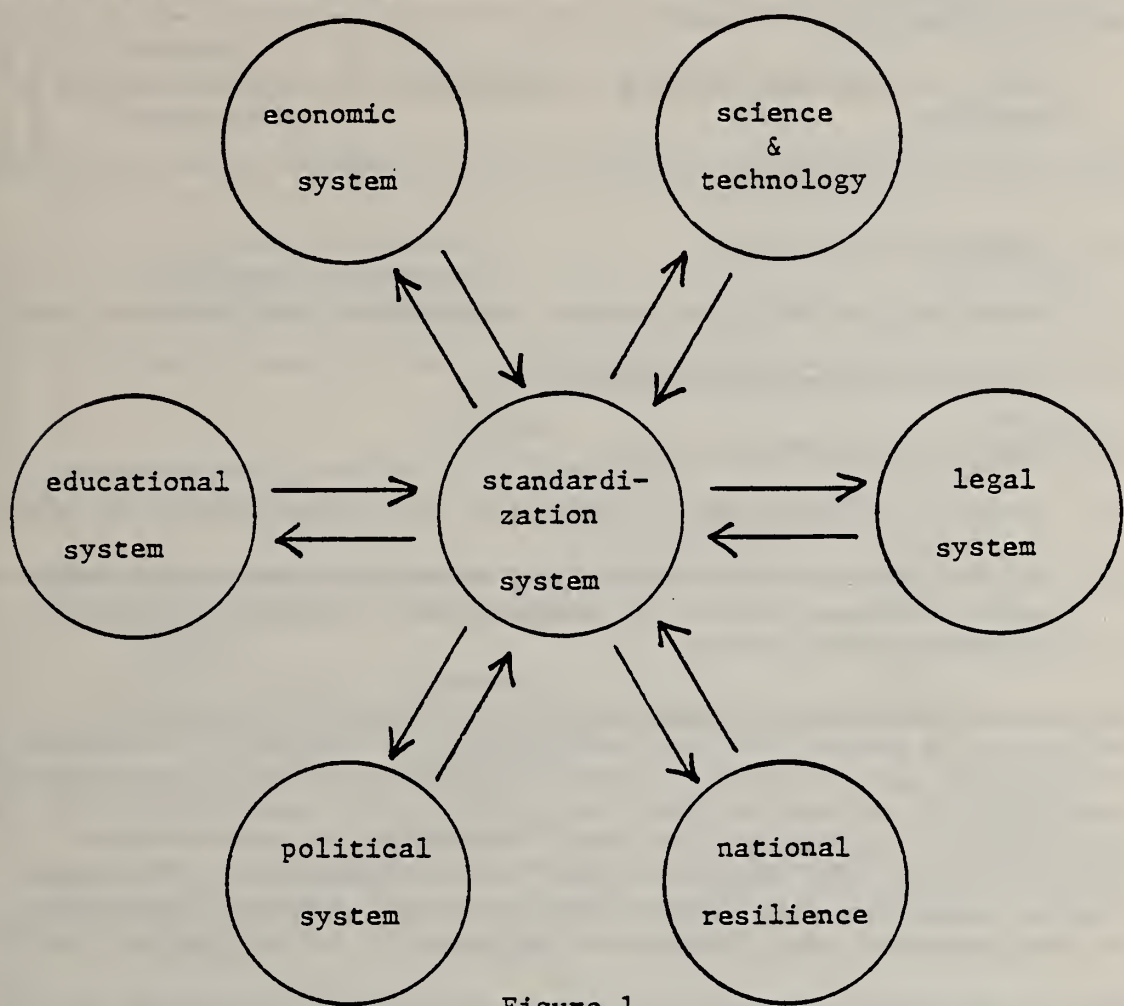 economic
system
science
&
technology
educational
system
standardi-
zation
system
legal
system
political
system
national
resilience
Figure 1